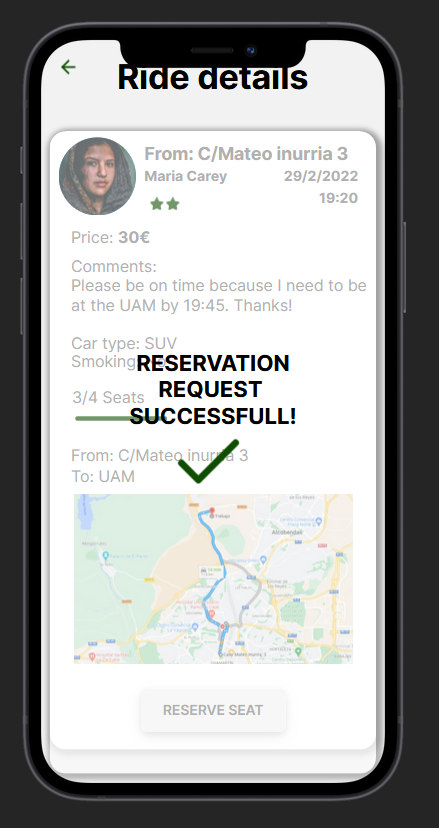 Ride details
From: C/Mateo inurria 3
Maria Carey 29/2/2022
19:20
Price: 30€
Comments:
Please be on time because I need to be
at the UAM by 19:45. Thanks!
Car type: SUV
Smoking
RESERVATION
REQUEST
SUCCESSFULL!
3/4 Seats
From: C/Mateo inurria 3
To: UAM
Alcobendas
RESERVE SEAT